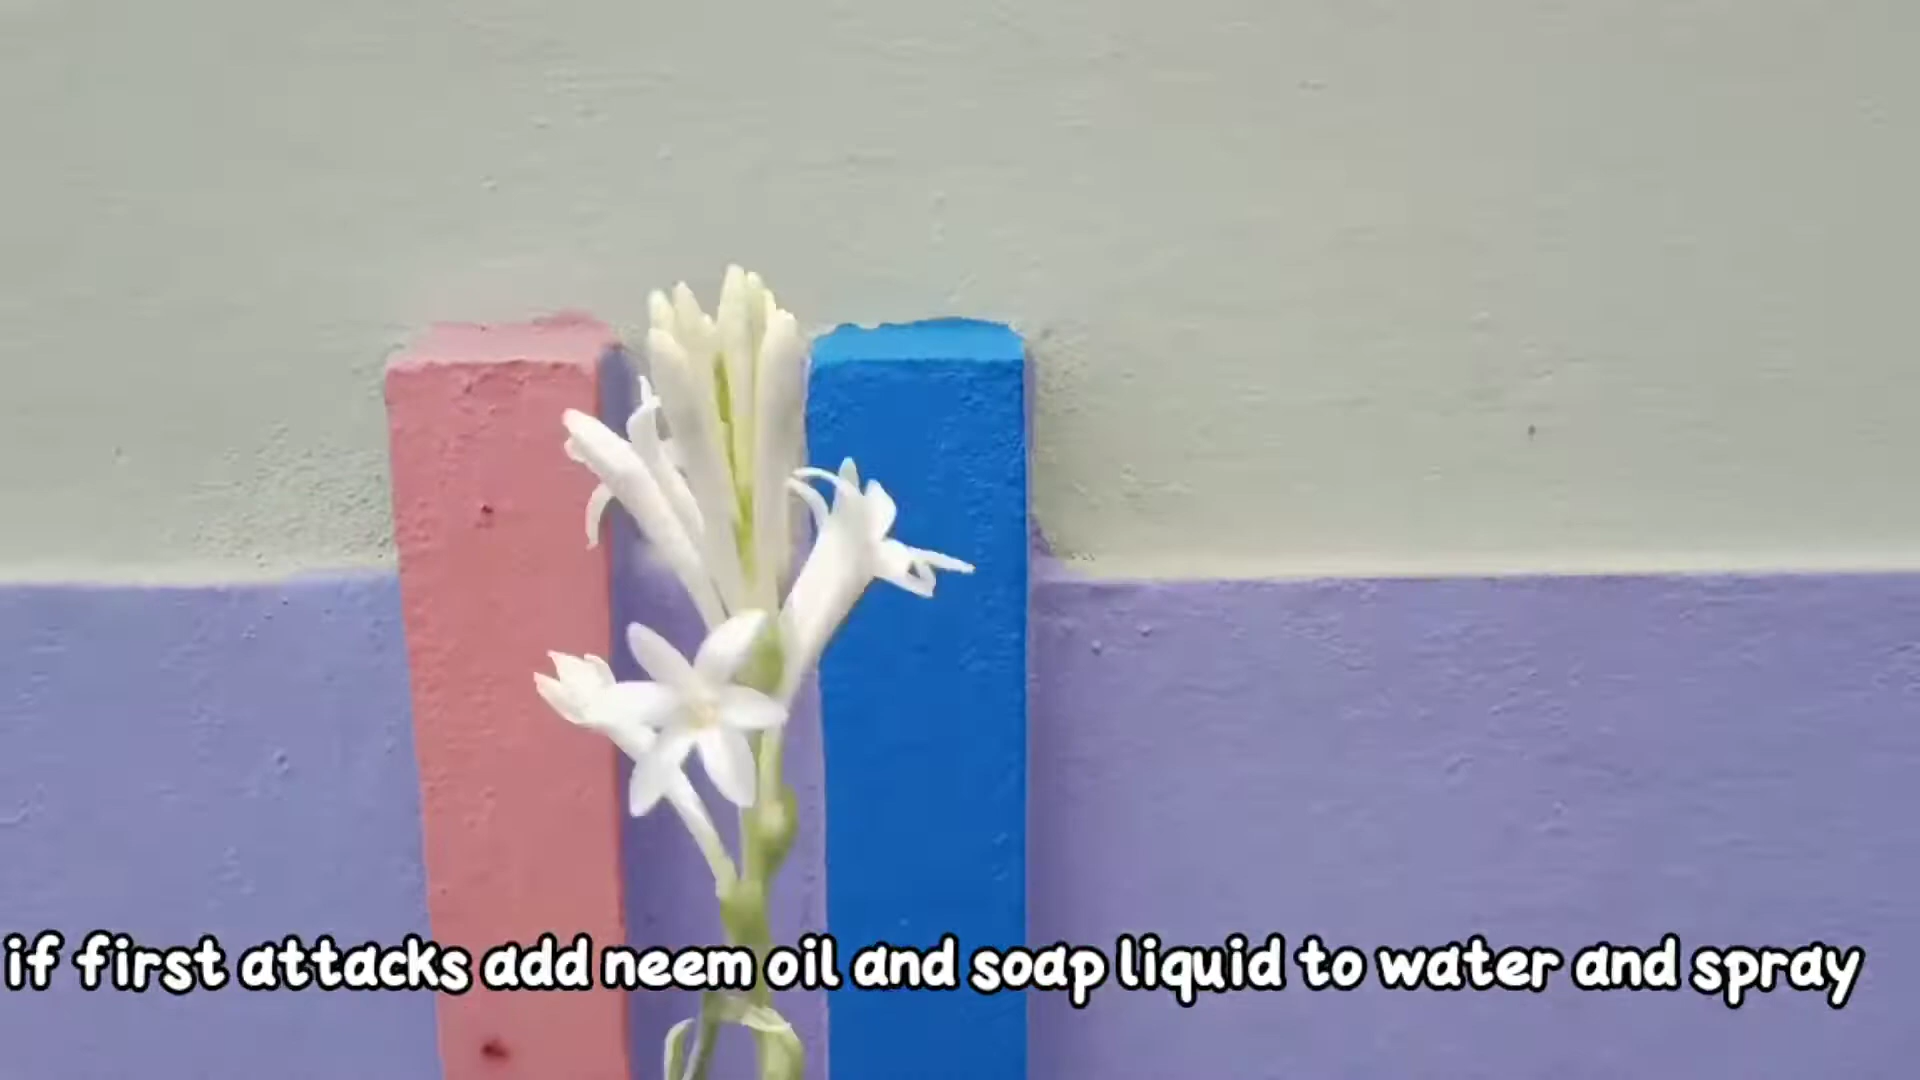 if first attacks add neem oil and soap liquid to water and spray